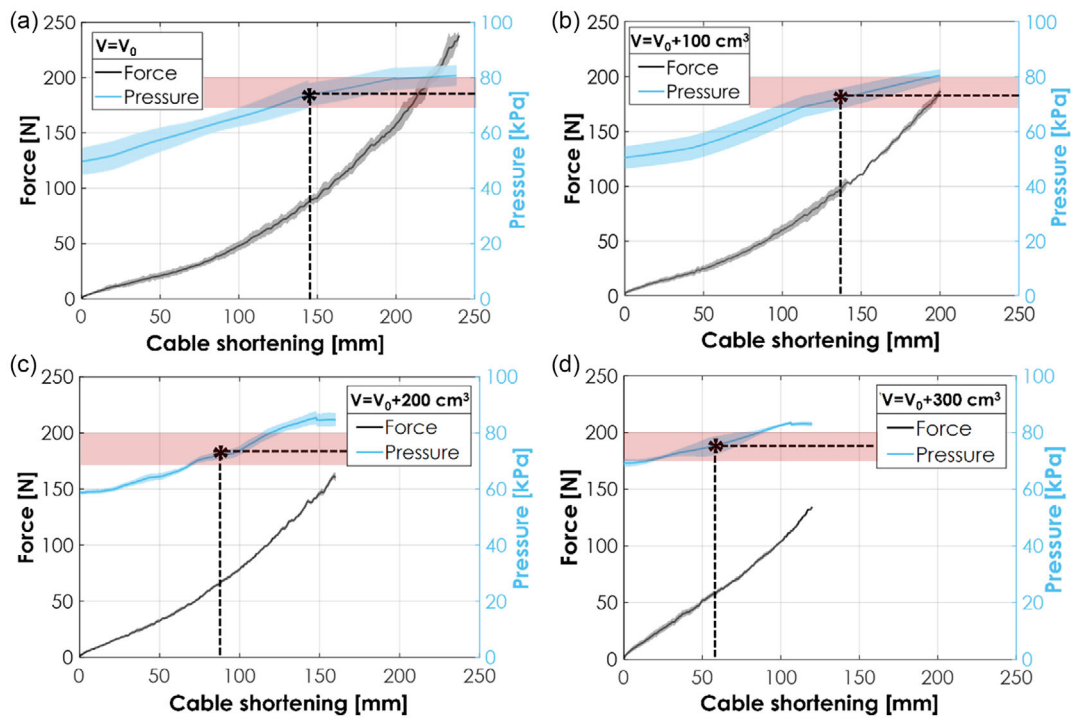 (a)
Force [N]
250
200
150
100
50
0
V=V₀
Force
Pressure
100
80
60
40
20
0
Pressure [kPa]
0 50 100 150 200 250
Cable shortening [mm]
(b)
Force [N]
250
200
150
100
50
0
V=V₀+100 cm³
Force
Pressure
100
80
60
40
20
0
Pressure [kPa]
0 50 100 150 200 250
Cable shortening [mm]
(c)
Force [N]
250
200
150
100
50
0
V=V₀+200 cm³
Force
Pressure
100
80
60
40
20
0
Pressure [kPa]
0 50 100 150 200 250
Cable shortening [mm]
(d)
Force [N]
250
200
150
100
50
0
V=V₀+300 cm³
Force
Pressure
100
80
60
40
20
0
Pressure [kPa]
0 50 100 150 200 250
Cable shortening [mm]